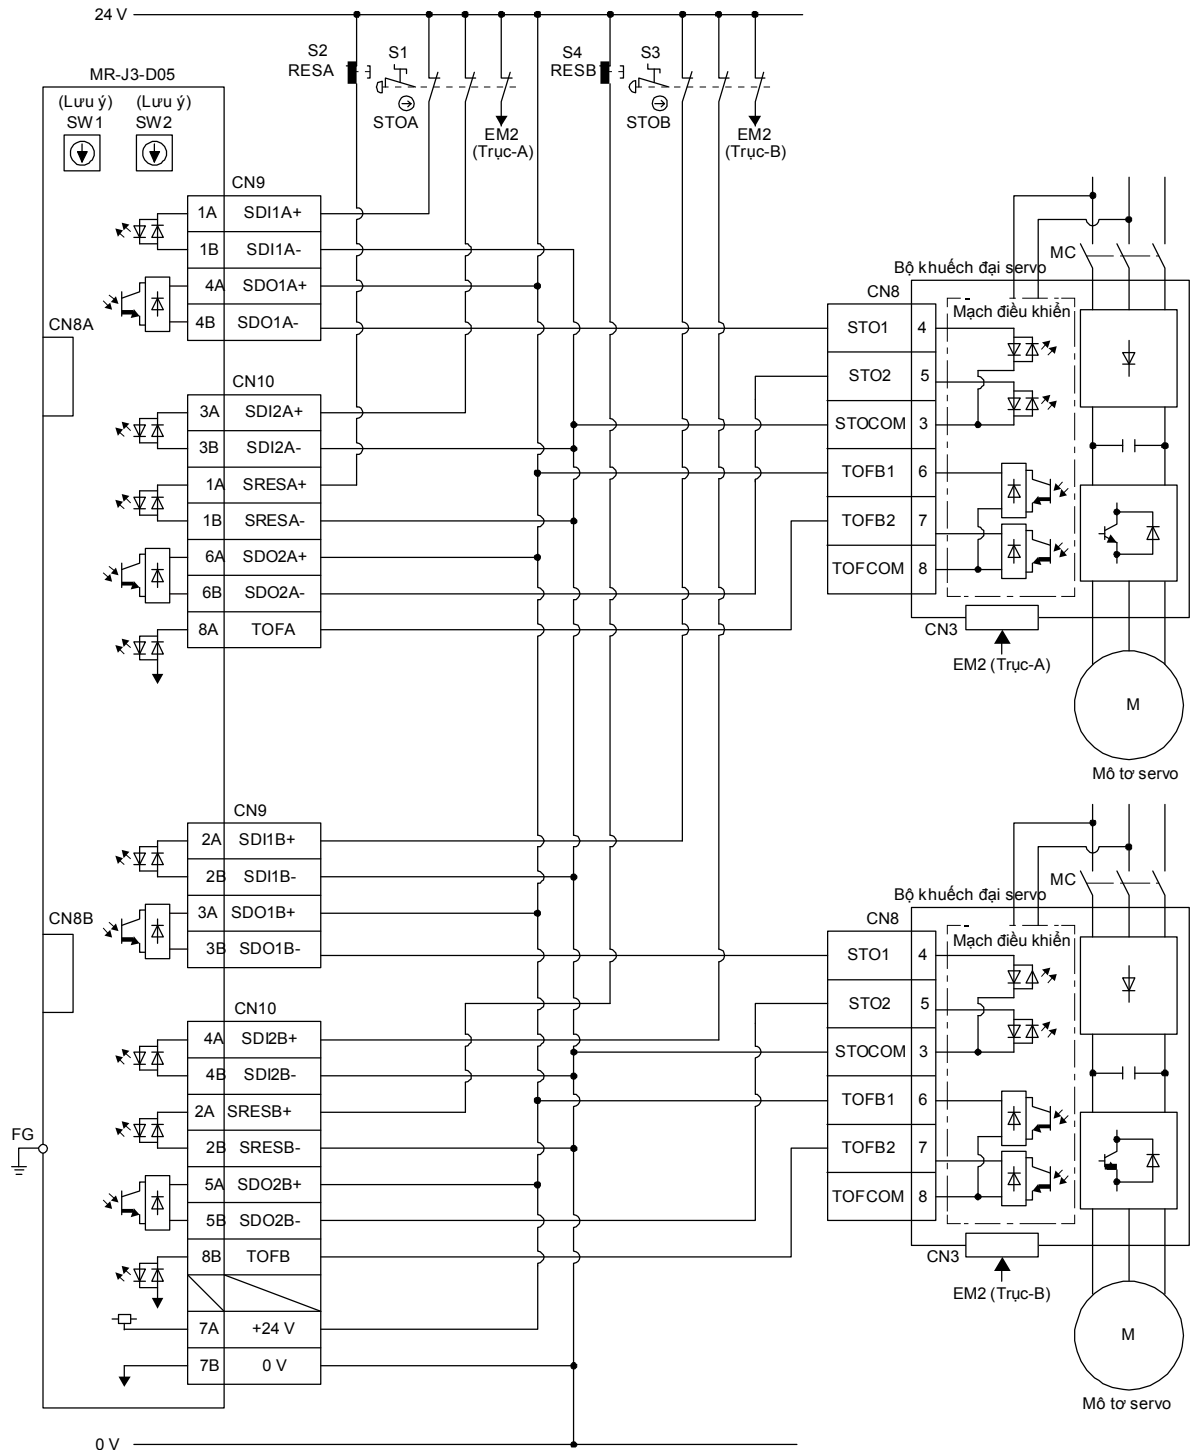 24 V
S2
RESA
S1
STOA
EM2
(Trục-A)
S4
RESB
S3
STOB
EM2
(Trục-B)
MR-J3-D05
(Lưu ý)
SW1
(Lưu ý)
SW2
CN9
1A SDI1A+
1B SDI1A-
4A SDO1A+
4B SDO1A-
CN8A
CN10
3A SDI2A+
3B SDI2A-
1A SRESA+
1B SRESA-
6A SDO2A+
6B SDO2A-
8A TOFA
MC
Bộ khuếch đại servo
CN8
Mạch điều khiển
STO1 4
STO2 5
STOCOM 3
TOFB1 6
TOFB2 7
TOFCOM 8
CN3
EM2 (Trục-A)
M
Mô tơ servo
CN9
2A SDI1B+
2B SDI1B-
3A SDO1B+
3B SDO1B-
CN8B
CN10
4A SDI2B+
4B SDI2B-
2A SRESB+
2B SRESB-
5A SDO2B+
5B SDO2B-
8B TOFB
7A +24 V
7B 0 V
FG
MC
Bộ khuếch đại servo
CN8
Mạch điều khiển
STO1 4
STO2 5
STOCOM 3
TOFB1 6
TOFB2 7
TOFCOM 8
CN3
EM2 (Trục-B)
M
Mô tơ servo
0 V